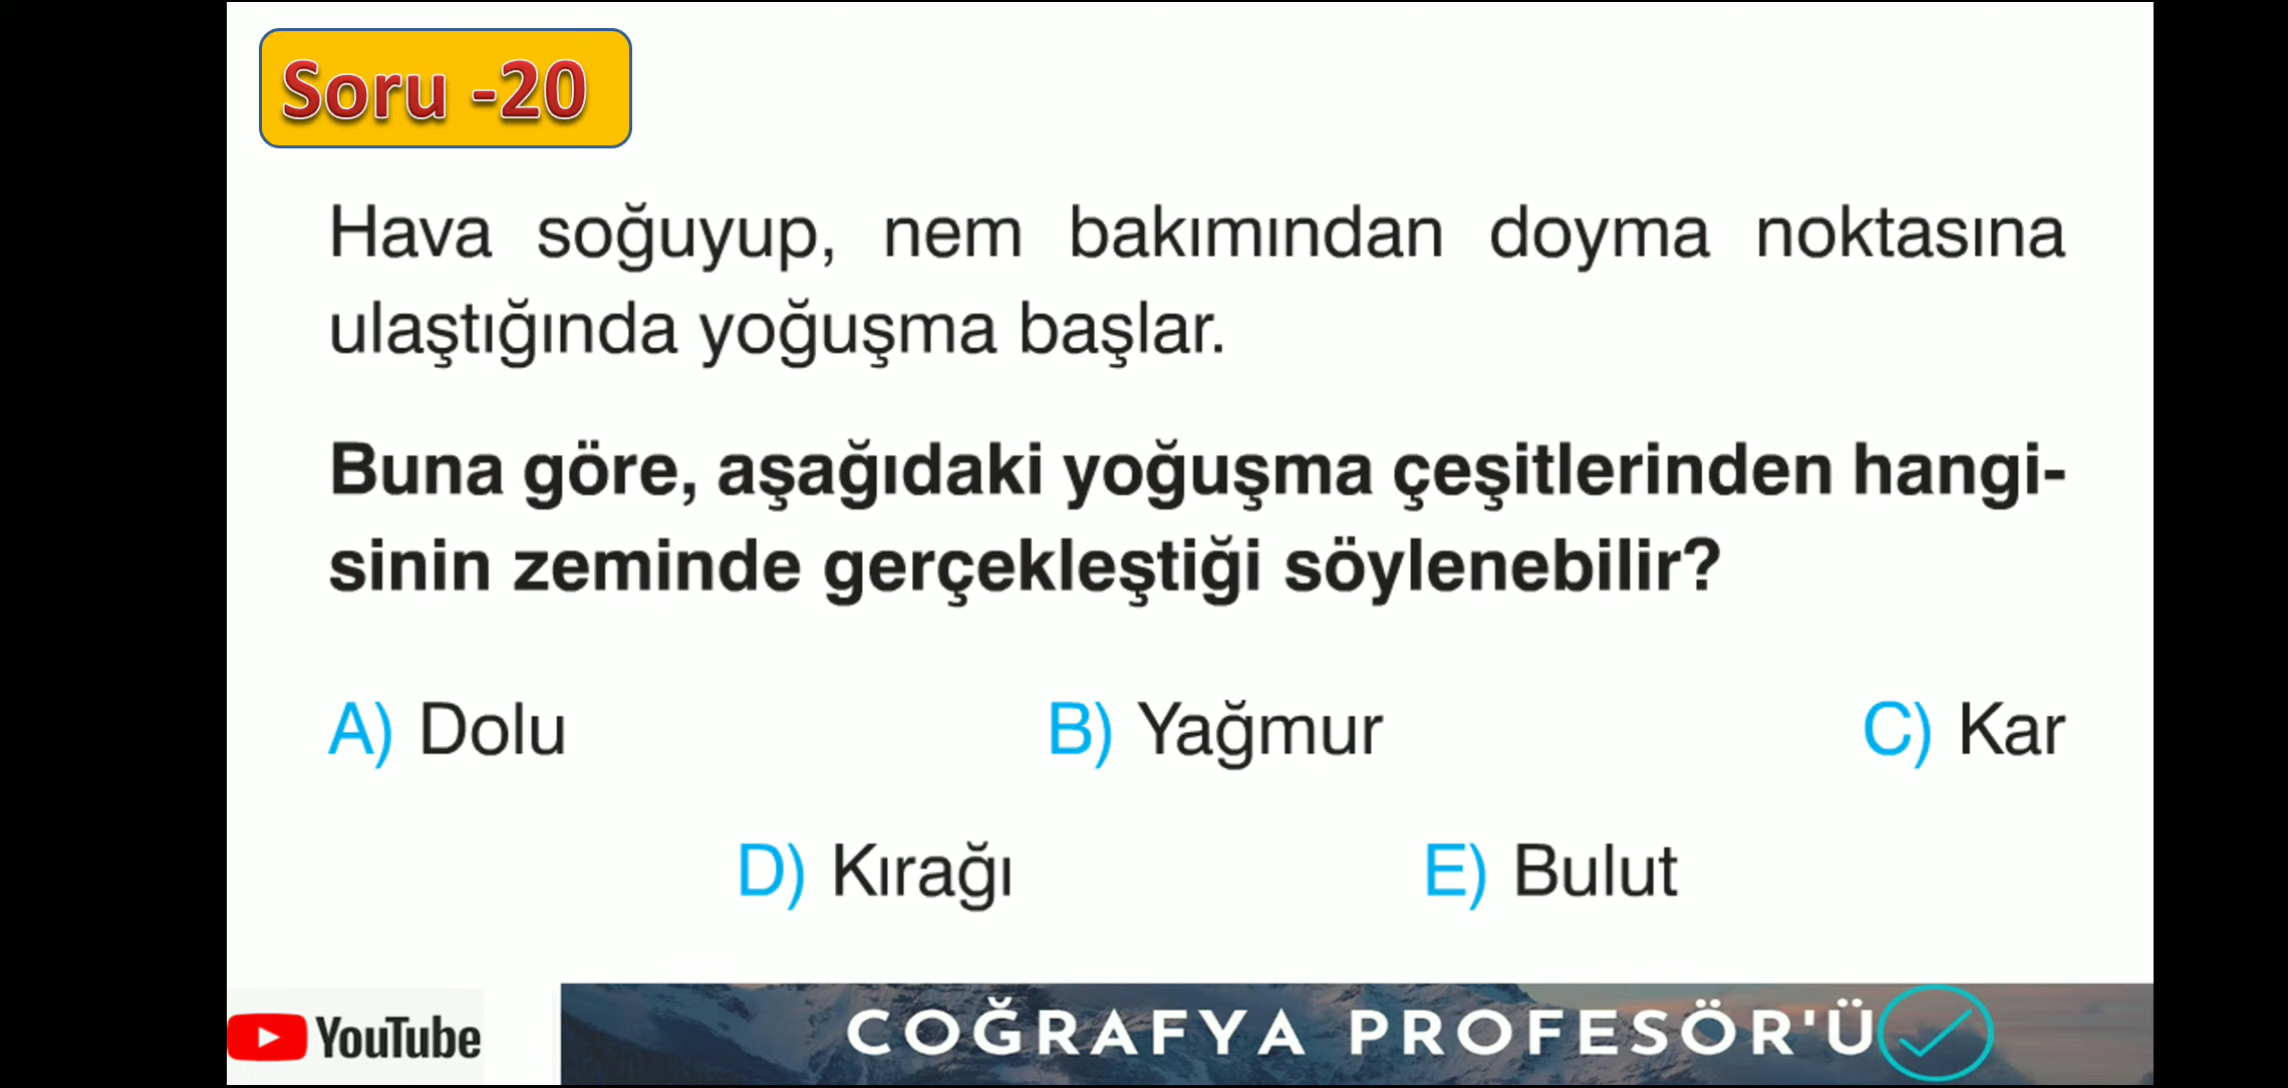 Soru -20
Hava soğuyup, nem bakımından doyma noktasına
ulaştığında yoğuşma başlar.
Buna göre, aşağıdaki yoğuşma çeşitlerinden hangi-
sinin zeminde gerçekleştiği söylenebilir?
A) Dolu B) Yağmur C) Kar
D) Kırağı E) Bulut
YouTube COĞRAFYA PROFESÖR'Ü